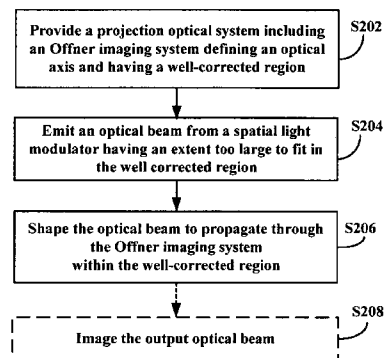 S202
Provide a projection optical system including
an Offner imaging system defining an optical
axis and having a well-corrected region
S204
Emit an optical beam from a spatial light
modulator having an extent too large to fit in
the well corrected region
S206
Shape the optical beam to propagate through
the Offner imaging system
within the well-corrected region
S208
Image the output optical beam